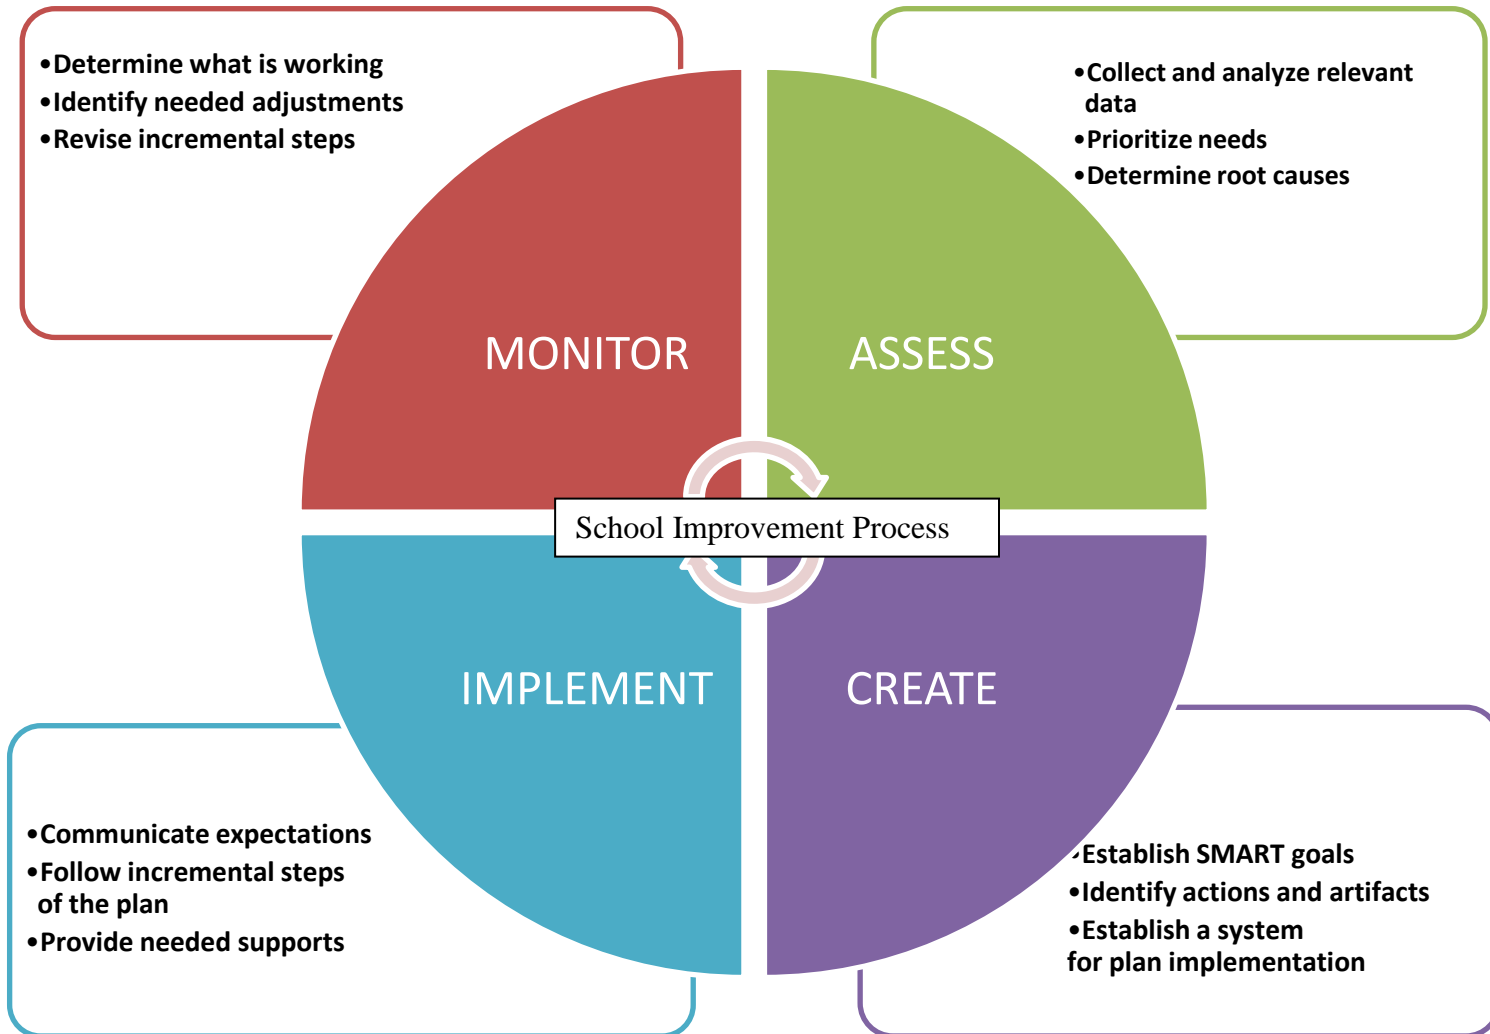 •Determine what is working
•Identify needed adjustments
•Revise incremental steps
•Collect and analyze relevant
data
•Prioritize needs
•Determine root causes
MONITOR
ASSESS
School Improvement Process
IMPLEMENT
CREATE
•Communicate expectations
•Follow incremental steps
of the plan
•Provide needed supports
•Establish SMART goals
•Identify actions and artifacts
•Establish a system
for plan implementation